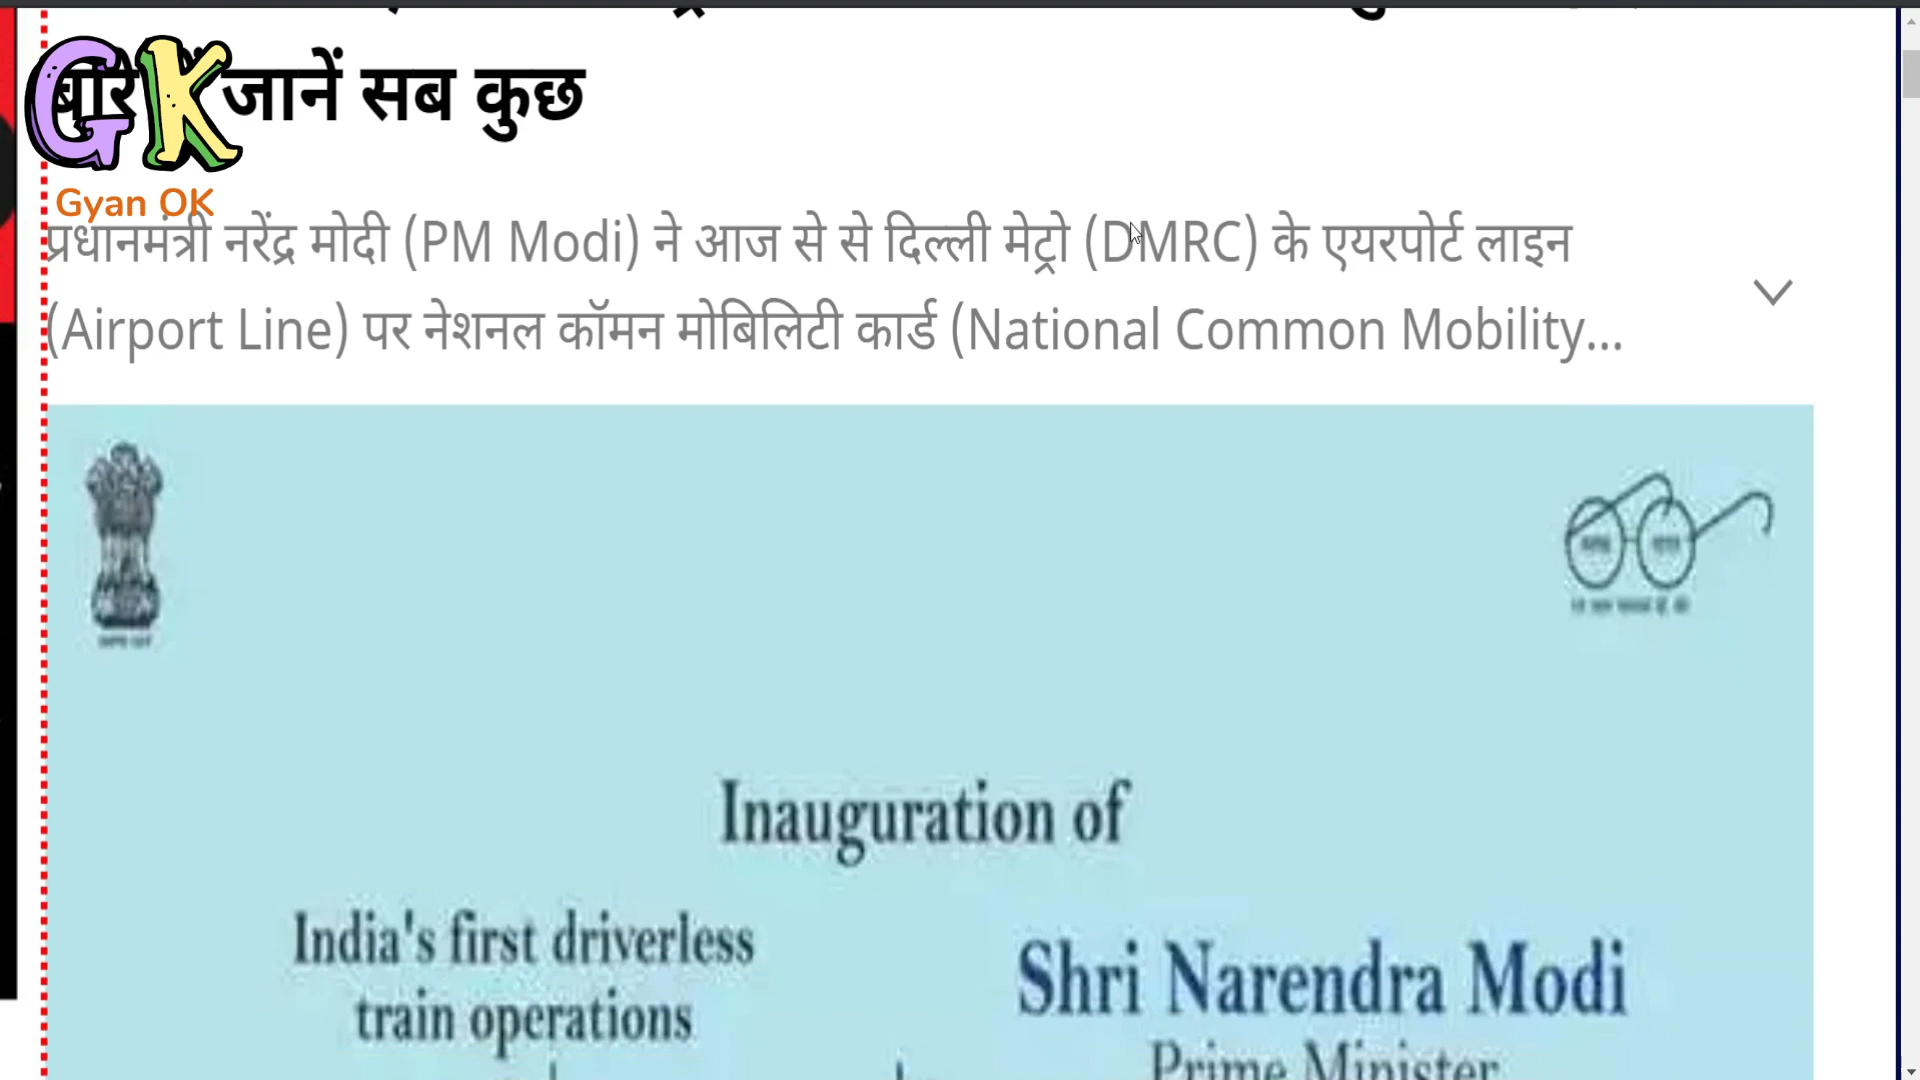 बारे में जानें सब कुछ
GK
Gyan OK
प्रधानमंत्री नरेंद्र मोदी (PM Modi) ने आज से से दिल्ली मेट्रो (DMRC) के एयरपोर्ट लाइन
(Airport Line) पर नेशनल कॉमन मोबिलिटी कार्ड (National Common Mobility...
Inauguration of
India's first driverless
train operations
Shri Narendra Modi
Prime Minister